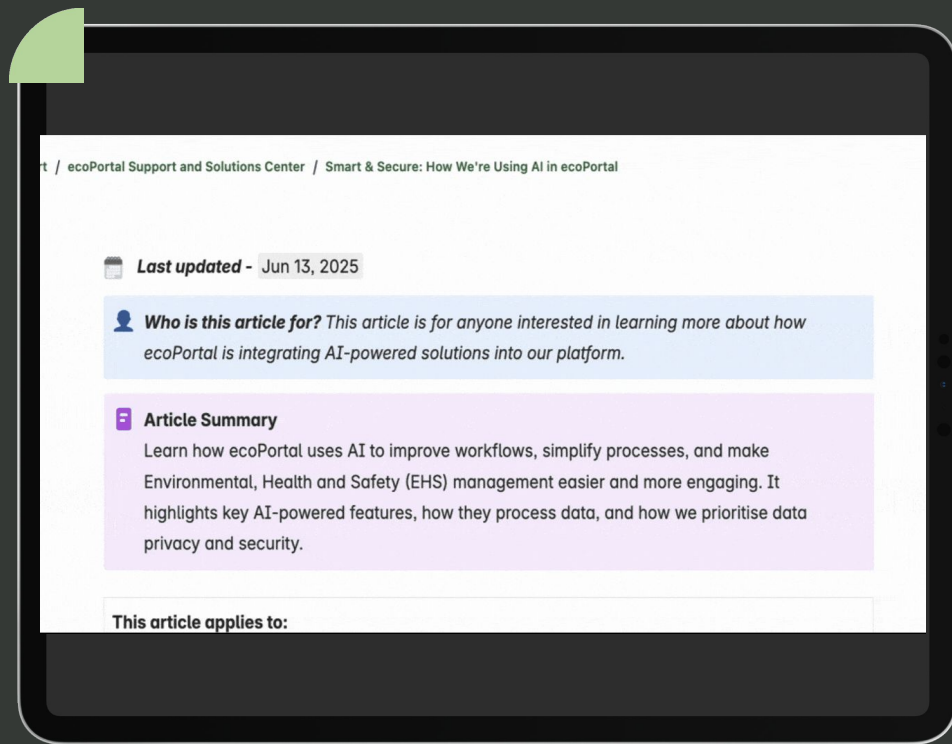 rt / ecoPortal Support and Solutions Center / Smart & Secure: How We're Using AI in ecoPortal
Last updated - Jun 13, 2025
Who is this article for? This article is for anyone interested in learning more about how
ecoPortal is integrating AI-powered solutions into our platform.
Article Summary
Learn how ecoPortal uses AI to improve workflows, simplify processes, and make
Environmental, Health and Safety (EHS) management easier and more engaging. It
highlights key AI-powered features, how they process data, and how we prioritise data
privacy and security.
This article applies to: